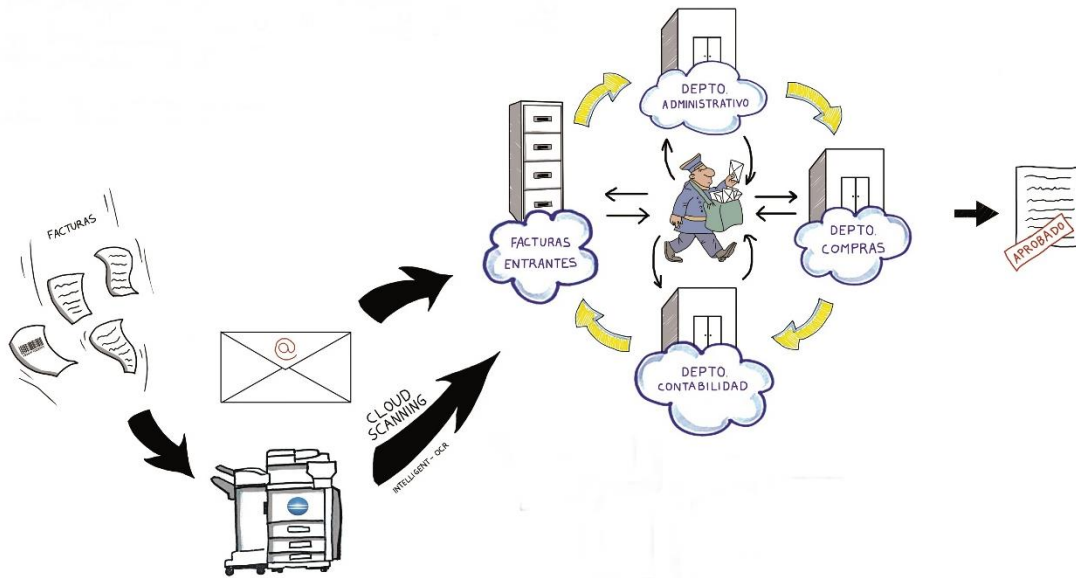 FACTURAS
@
CLOUD
SCANNING
INTELLIGENT - OCR
FACTURAS
ENTRANTES
DEPTO.
ADMINISTRATIVO
DEPTO.
COMPRAS
DEPTO.
CONTABILIDAD
APROBADO